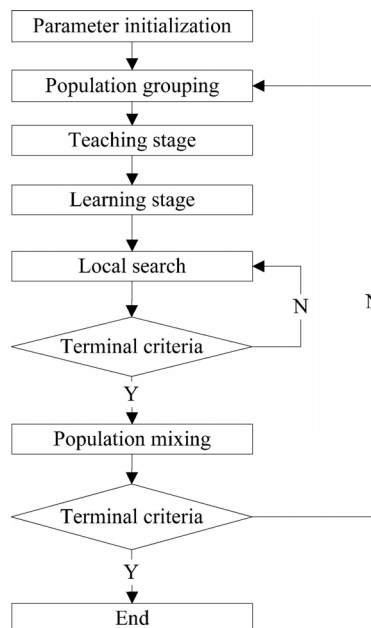 Parameter initialization
Population grouping
Teaching stage
Learning stage
Local search
N
N
Terminal criteria
Y
Population mixing
Terminal criteria
Y
End